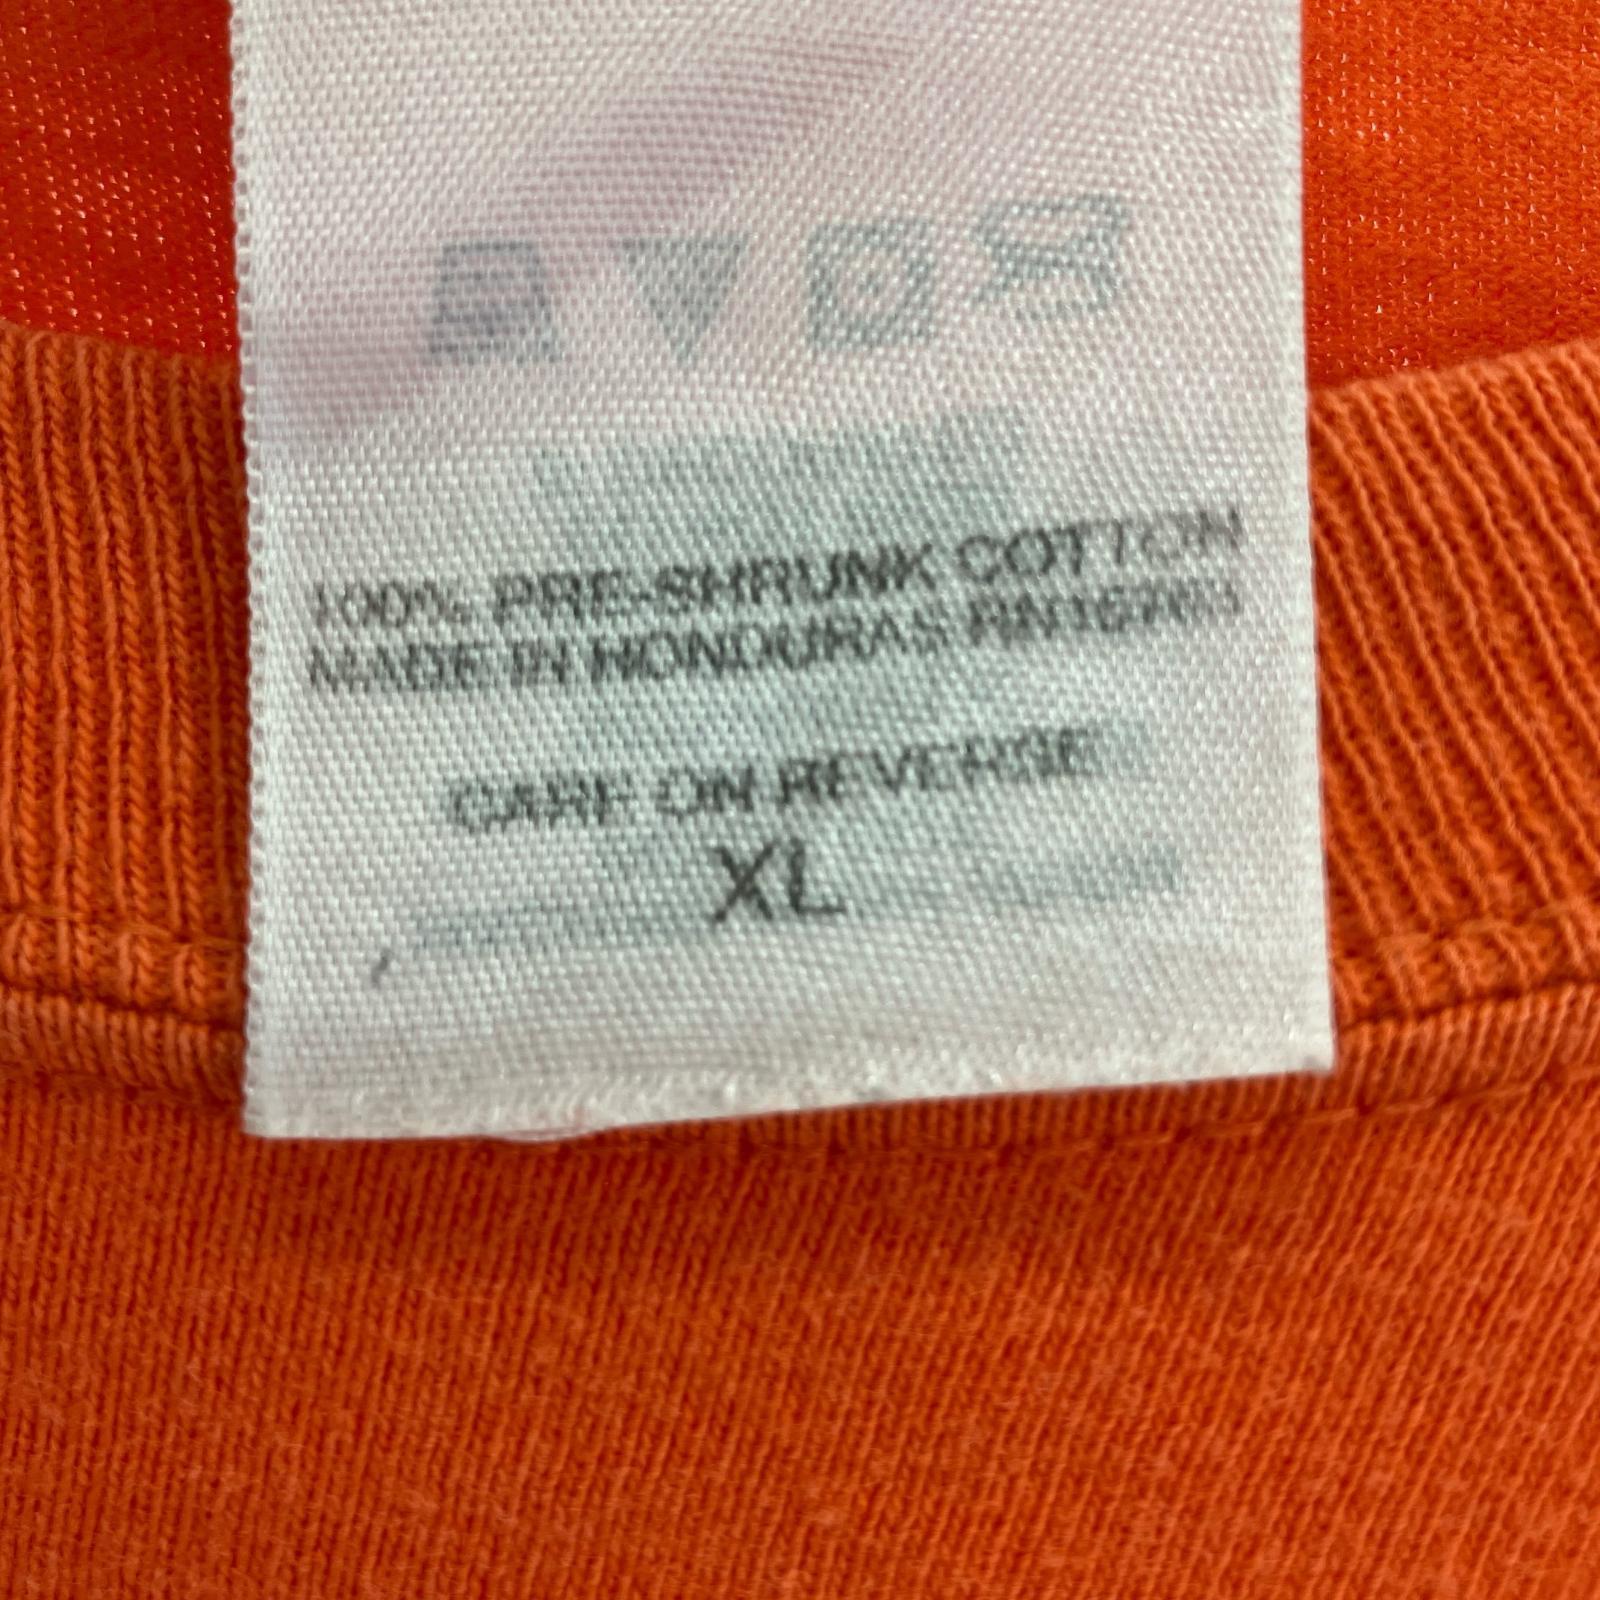 100% PRE-SHRUNK COTTON
MADE IN HONDURAS
CARE ON REVERSE
XL